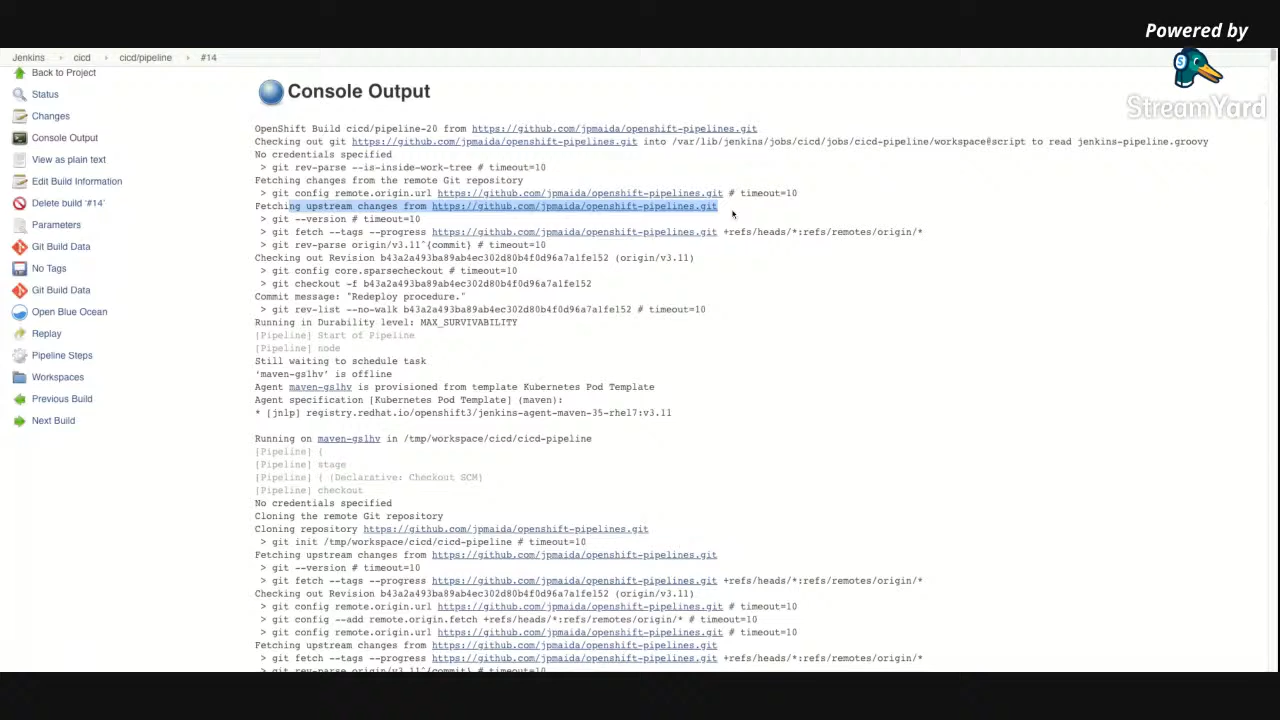 Powered by
StreamYard
Jenkins
cicd
cicd/pipeline
#14
Back to Project
Status
Changes
Console Output
View as plain text
Edit Build Information
Delete build '#14'
Parameters
Git Build Data
No Tags
Git Build Data
Open Blue Ocean
Replay
Pipeline Steps
Workspaces
Previous Build
Next Build
Console Output
OpenShift Build cicd/pipeline-20 from https://github.com/jpmaida/openshift-pipelines.git
Checking out git https://github.com/jpmaida/openshift-pipelines.git into /var/lib/jenkins/jobs/cicd/jobs/cicd-pipeline/workspace@script to read jenkins-pipeline.groovy
No credentials specified
> git rev-parse --is-inside-work-tree # timeout=10
Fetching changes from the remote Git repository
> git config remote.origin.url https://github.com/jpmaida/openshift-pipelines.git # timeout=10
Fetching upstream changes from https://github.com/jpmaida/openshift-pipelines.git
> git --version # timeout=10
> git fetch --tags --progress https://github.com/jpmaida/openshift-pipelines.git +refs/heads/*:refs/remotes/origin/*
> git rev-parse origin/v3.11^{commit} # timeout=10
Checking out Revision b43a2a493ba89ab4ec302d80b4f0d96a7a1fe152 (origin/v3.11)
> git config core.sparsecheckout # timeout=10
> git checkout -f b43a2a493ba89ab4ec302d80b4f0d96a7a1fe152
Commit message: "Redeploy procedure."
> git rev-list --no-walk b43a2a493ba89ab4ec302d80b4f0d96a7a1fe152 # timeout=10
Running in Durability level: MAX_SURVIVABILITY
[Pipeline] Start of Pipeline
[Pipeline] node
Still waiting to schedule task
‘maven-gslhv’ is offline
Agent maven-gslhv is provisioned from template Kubernetes Pod Template
Agent specification [Kubernetes Pod Template] (maven):
* [jnlp] registry.redhat.io/openshift3/jenkins-agent-maven-35-rhel7:v3.11
Running on maven-gslhv in /tmp/workspace/cicd/cicd-pipeline
[Pipeline] {
[Pipeline] stage
[Pipeline] { (Declarative: Checkout SCM)
[Pipeline] checkout
No credentials specified
Cloning the remote Git repository
Cloning repository https://github.com/jpmaida/openshift-pipelines.git
> git init /tmp/workspace/cicd/cicd-pipeline # timeout=10
Fetching upstream changes from https://github.com/jpmaida/openshift-pipelines.git
> git --version # timeout=10
> git fetch --tags --progress https://github.com/jpmaida/openshift-pipelines.git +refs/heads/*:refs/remotes/origin/*
Checking out Revision b43a2a493ba89ab4ec302d80b4f0d96a7a1fe152 (origin/v3.11)
> git config remote.origin.url https://github.com/jpmaida/openshift-pipelines.git # timeout=10
> git config --add remote.origin.fetch +refs/heads/*:refs/remotes/origin/* # timeout=10
> git config remote.origin.url https://github.com/jpmaida/openshift-pipelines.git # timeout=10
Fetching upstream changes from https://github.com/jpmaida/openshift-pipelines.git
> git fetch --tags --progress https://github.com/jpmaida/openshift-pipelines.git +refs/heads/*:refs/remotes/origin/*
> git rev-parse origin/v3.11^{commit} # timeout=10